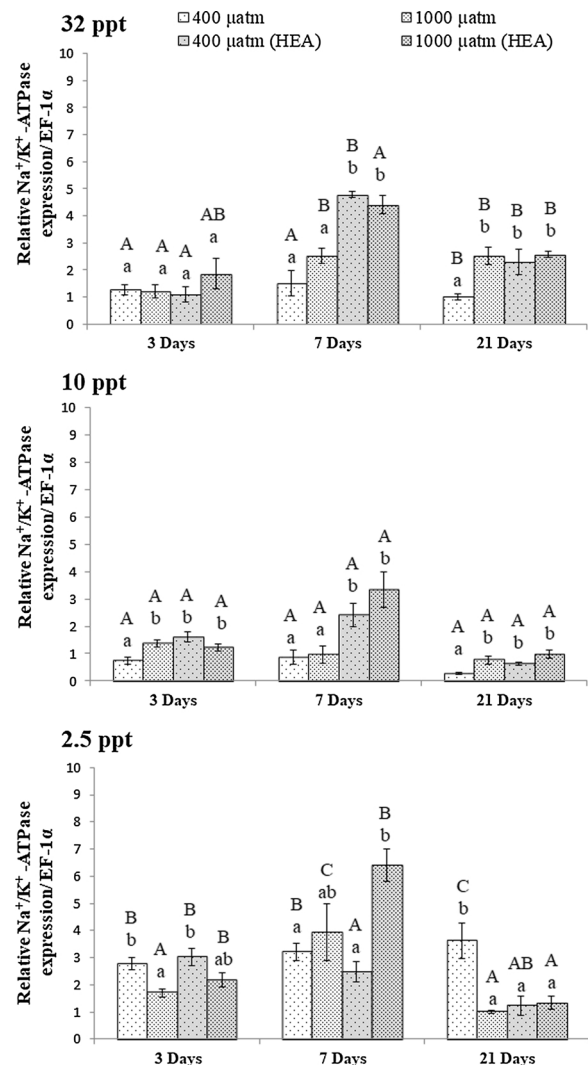 32 ppt
400 µatm 1000 µatm
400 µatm (HEA) 1000 µatm (HEA)
Relative Na⁺/K⁺-ATPase
expression/ EF-1α
10
9
8
7
6
5
4
3
2
1
0
A A A AB
a a a a
A B B A
a a b b
B B B B
a b b b
3 Days 7 Days 21 Days
10 ppt
Relative Na⁺/K⁺-ATPase
expression/ EF-1α
10
9
8
7
6
5
4
3
2
1
0
A A A A
a b b b
A A A A
a a b b
A A A A
a b b b
3 Days 7 Days 21 Days
2.5 ppt
Relative Na⁺/K⁺-ATPase
expression/ EF-1α
10
9
8
7
6
5
4
3
2
1
0
B A B B
b a b ab
B C A B
a ab a b
C A AB A
b a a a
3 Days 7 Days 21 Days